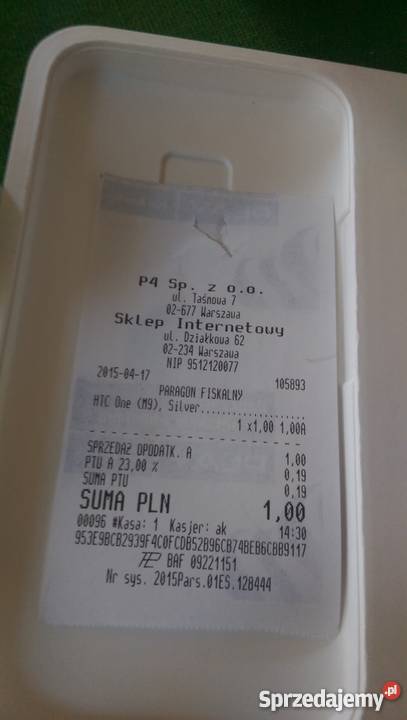 P4 Sp. z o.o.
ul. Taśmowa 7
02-677 Warszawa
Sklep Internetowy
ul. Działkowa 62
02-234 Warszawa
NIP 9512120077
2015-04-17 105893
PARAGON FISKALNY
HTC One (M9), Silver....................
1 x1,00 1,00A
SPRZEDAŻ OPODATK. A 1,00
PTU A 23,00 % 0,19
SUMA PTU 0,19
SUMA PLN 1,00
00096 #Kasa: 1 Kasjer: ak 14:30
953E9BCB2939F4C0FCDB52B96CB74BEB6C8B9117
BAF 09221151
Nr sys. 2015Pars.01ES.128444
Sprzedajemy.pl